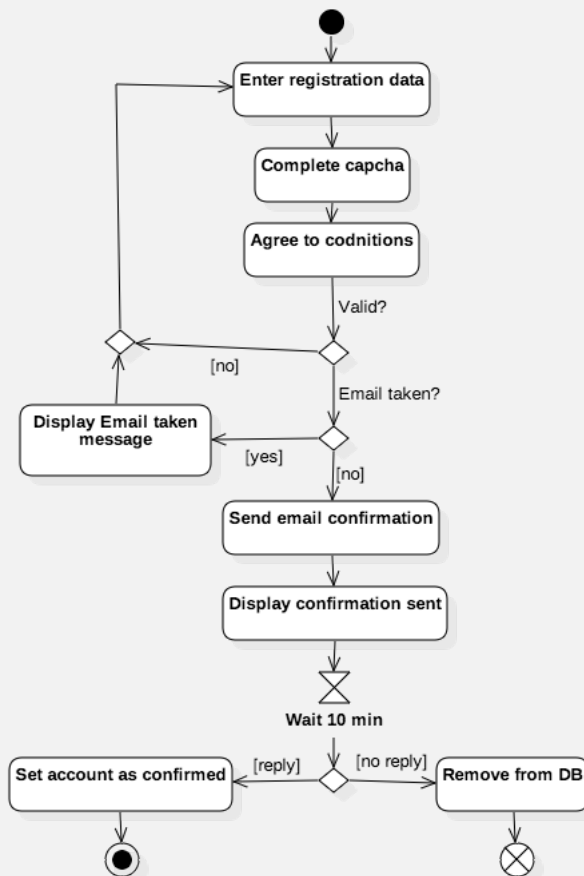 Enter registration data
Complete capcha
Agree to codnitions
Valid?
[no]
Email taken?
Display Email taken
message
[yes]
[no]
Send email confirmation
Display confirmation sent
Wait 10 min
[reply]
[no reply]
Set account as confirmed
Remove from DB